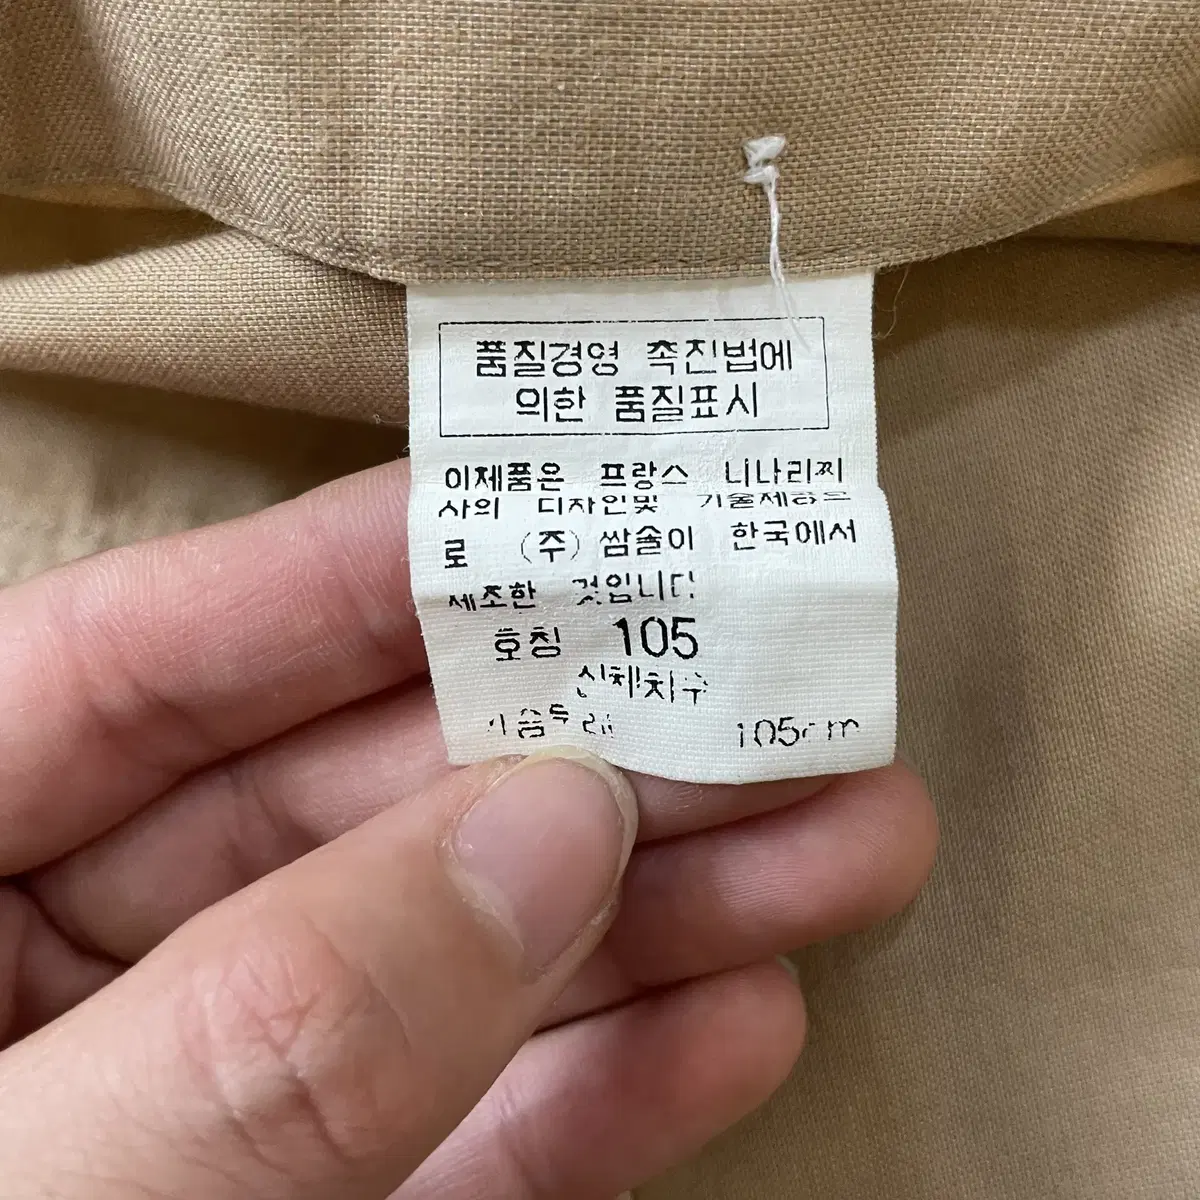 품질경영 촉진법에
의한 품질표시
이제품은 프랑스 니나리찌
사의 디자인및 기술제휴으
로 (주) 쌈솔이 한국에서
제조한 것입니다
호칭 105
신체치수
가슴둘레 105cm